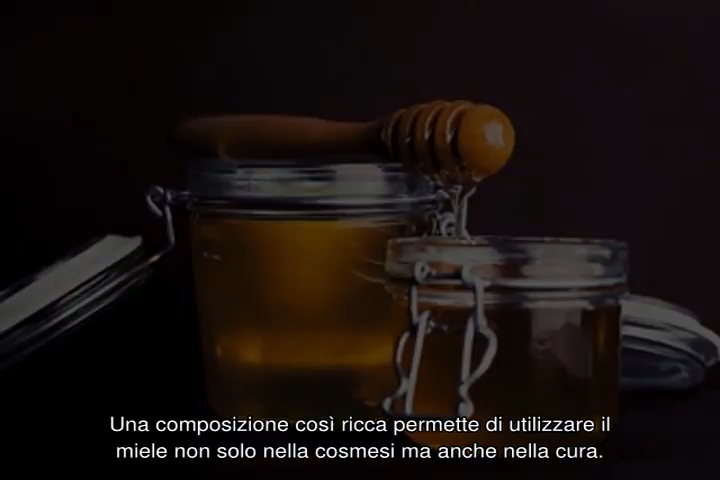 Una composizione così ricca permette di utilizzare il
miele non solo nella cosmesi ma anche nella cura.